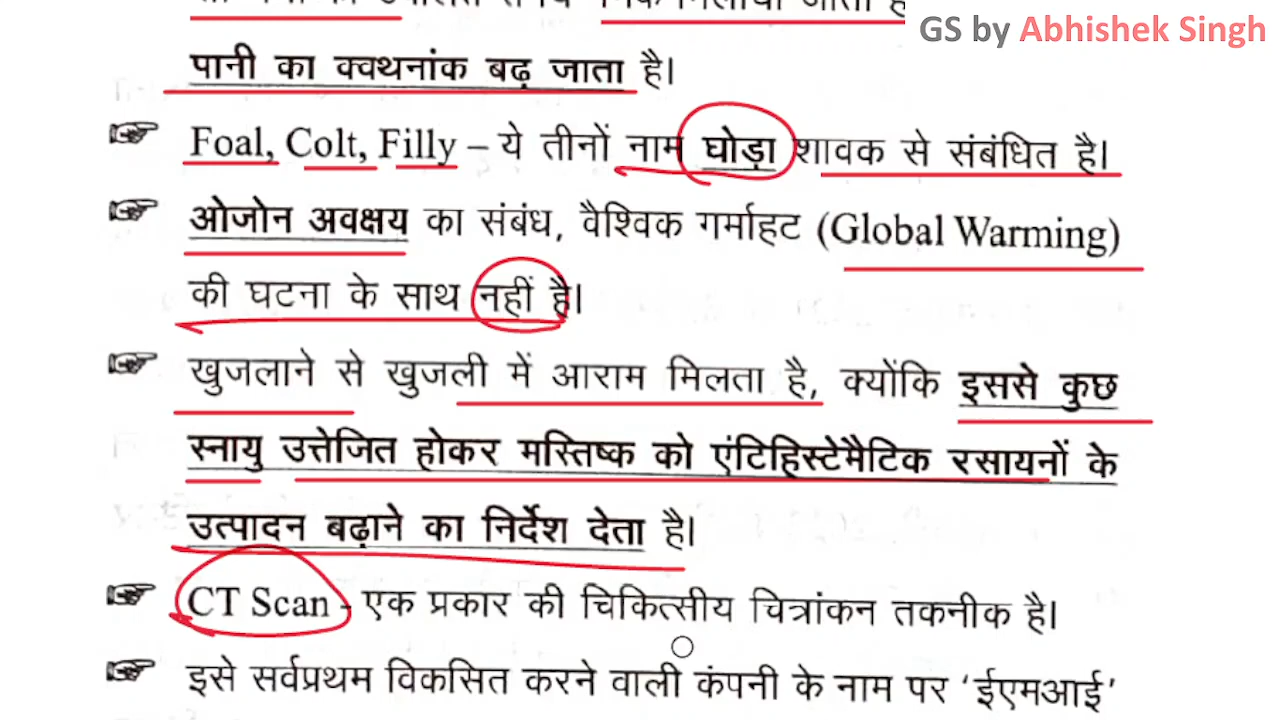 GS by Abhishek Singh
पानी का क्वथनांक बढ़ जाता है।
Foal, Colt, Filly – ये तीनों नाम घोड़ा शावक से संबंधित है।
ओजोन अवक्षय का संबंध, वैश्विक गर्माहट (Global Warming)
की घटना के साथ नहीं है।
खुजलाने से खुजली में आराम मिलता है, क्योंकि इससे कुछ
स्नायु उत्तेजित होकर मस्तिष्क को एंटिहिस्टेमैटिक रसायनों के
उत्पादन बढ़ाने का निर्देश देता है।
CT Scan - एक प्रकार की चिकित्सीय चित्रांकन तकनीक है।
इसे सर्वप्रथम विकसित करने वाली कंपनी के नाम पर ‘ईएमआई’